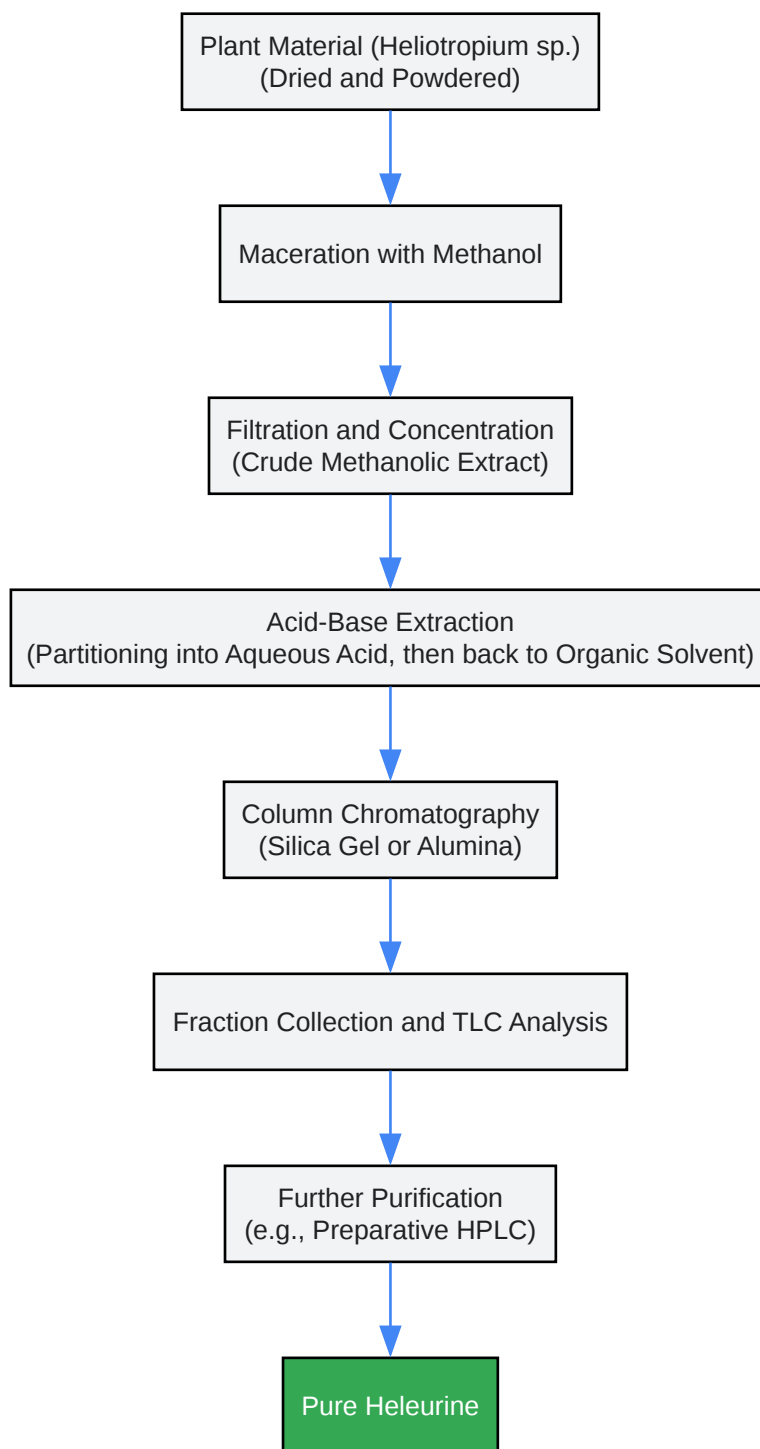 Plant Material (Heliotropium sp.)
(Dried and Powdered)
Maceration with Methanol
Filtration and Concentration
(Crude Methanolic Extract)
Acid-Base Extraction
(Partitioning into Aqueous Acid, then back to Organic Solvent)
Column Chromatography
(Silica Gel or Alumina)
Fraction Collection and TLC Analysis
Further Purification
(e.g., Preparative HPLC)
Pure Heleurine